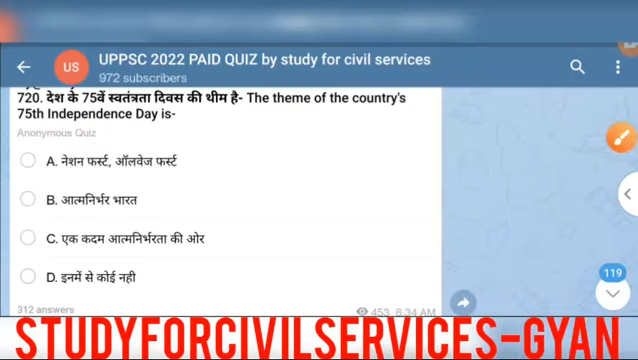 US
UPPSC 2022 PAID QUIZ by study for civil services
972 subscribers
720. देश के 75वें स्वतंत्रता दिवस की थीम है- The theme of the country's
75th Independence Day is-
Anonymous Quiz
A. नेशन फर्स्ट, ऑलवेज फर्स्ट
B. आत्मनिर्भर भारत
C. एक कदम आत्मनिर्भरता की ओर
D. इनमें से कोई नही
119
312 answers
453 8:34 AM
STUDYFORCIVILSERVICES-GYAN